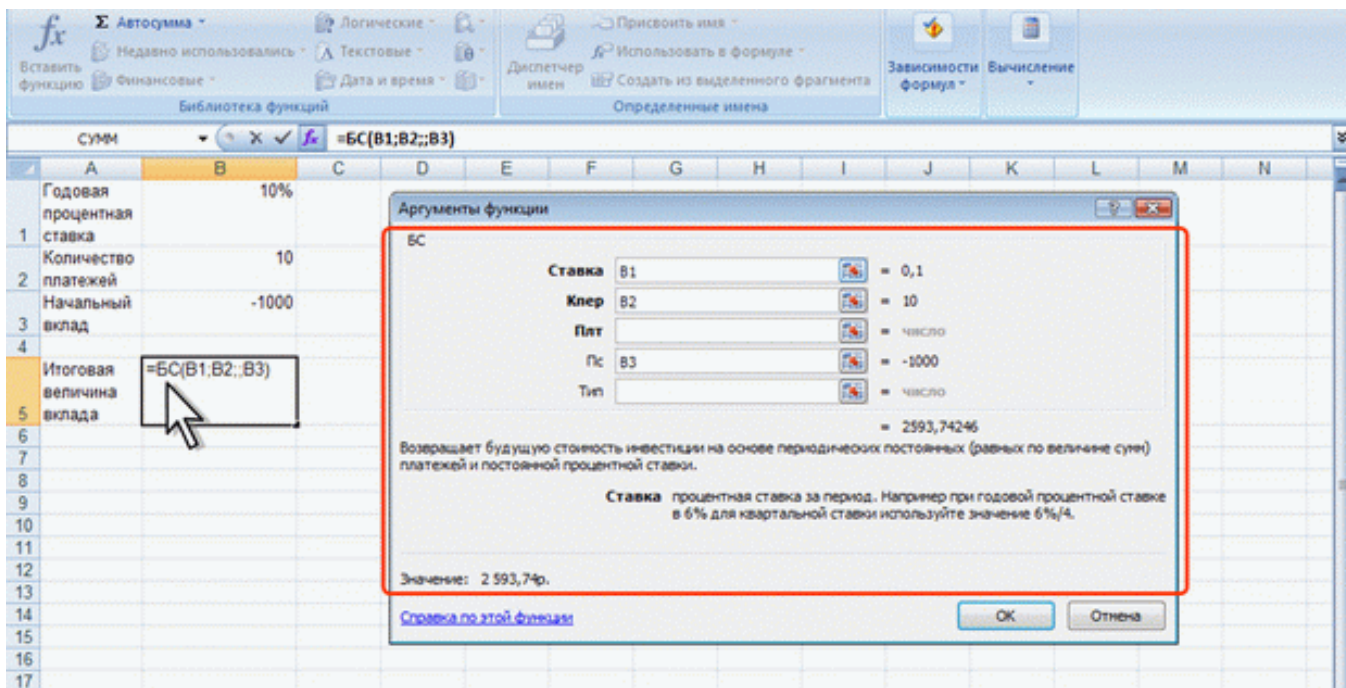 Σ Автосумма
Логические
Присвоить имя
Недавно использовались
Текстовые
Использовать в формуле
Вставить функцию
Финансовые
Дата и время
Диспетчер имен
Создать из выделенного фрагмента
Зависимости формул
Вычисление
Библиотека функций
Определенные имена
СУММ
fx
=БС(B1;B2;;B3)
A B C D E F G H I J K L M N
1 Годовая процентная ставка 10%
2 Количество платежей 10
3 Начальный вклад -1000
4
5 Итоговая величина вклада =БС(B1;B2;;B3)
6
7
8
9
10
11
12
13
14
15
16
17
Аргументы функции
БС
Ставка B1 = 0,1
Кпер B2 = 10
Плт = число
Пс B3 = -1000
Тип = число
= 2593,74246
Возвращает будущую стоимость инвестиции на основе периодических постоянных (равных по величине сумм)
платежей и постоянной процентной ставки.
Ставка процентная ставка за период. Например при годовой процентной ставке
в 6% для квартальной ставки используйте значение 6%/4.
Значение: 2 593,74р.
Справка по этой функции
ОК
Отмена